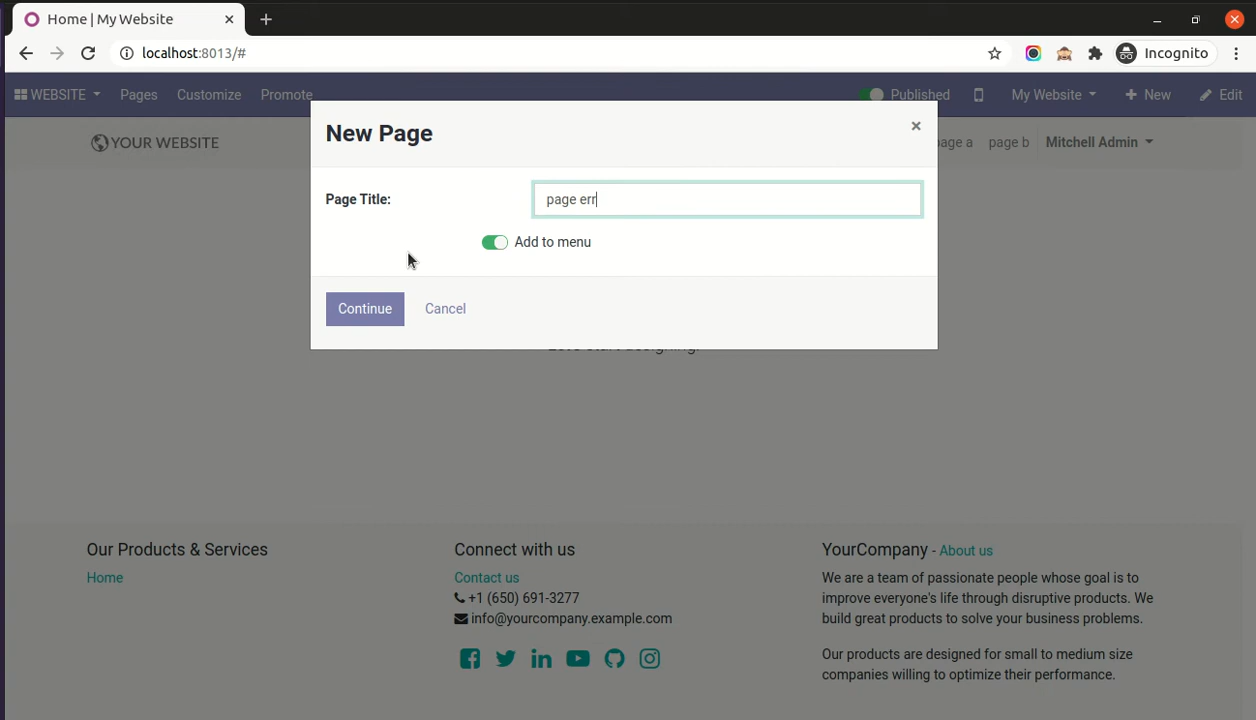 Home | My Website
localhost:8013/#
Incognito
WEBSITE
Pages
Customize
Promote
Published
My Website
New
Edit
YOUR WEBSITE
page a
page b
Mitchell Admin
New Page
×
Page Title:
page err
Add to menu
Continue
Cancel
Our Products & Services
Home
Connect with us
Contact us
+1 (650) 691-3277
info@yourcompany.example.com
YourCompany - About us
We are a team of passionate people whose goal is to
improve everyone's life through disruptive products. We
build great products to solve your business problems.
Our products are designed for small to medium size
companies willing to optimize their performance.